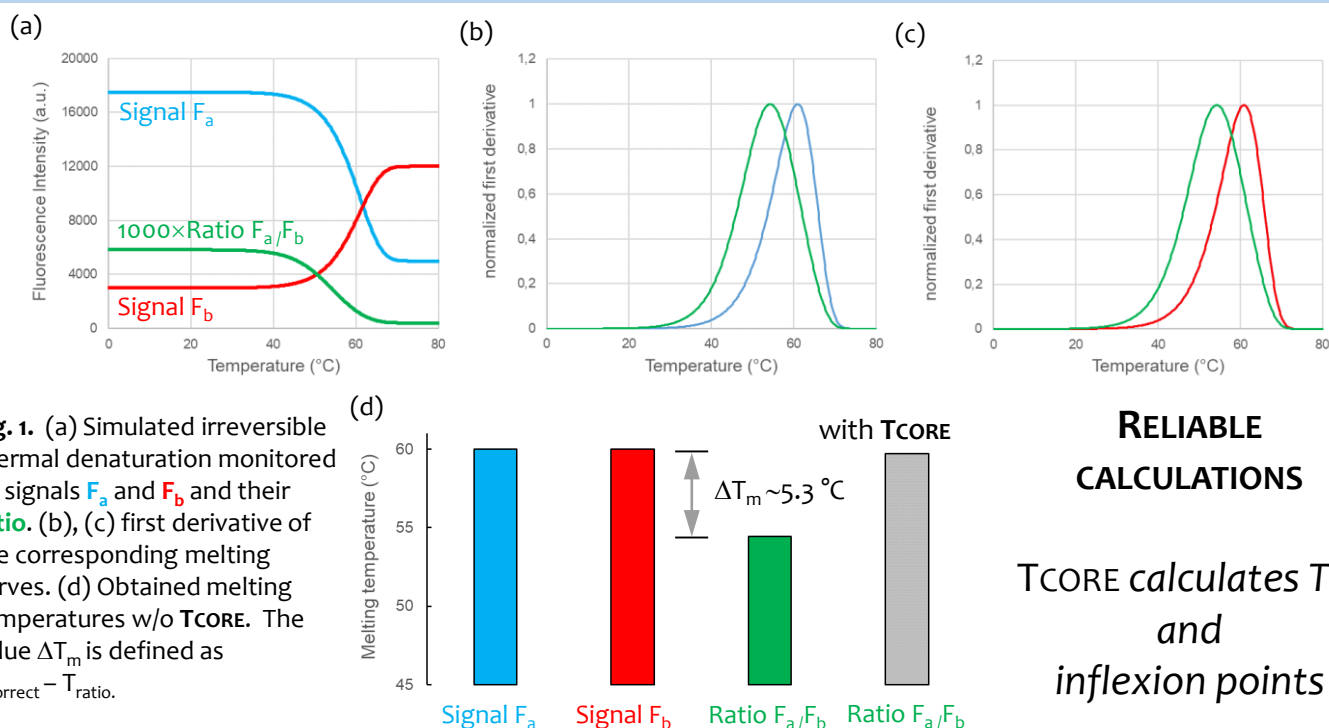 (a)
20000
16000
12000
8000
4000
0
Fluorescence Intensity (a.u.)
Signal Fa
1000×Ratio Fa/Fb
Signal Fb
0 20 40 60 80
Temperature (°C)
(b)
1,2
1
0,8
0,6
0,4
0,2
0
normalized first derivative
0 20 40 60 80
Temperature (°C)
(c)
1,2
1
0,8
0,6
0,4
0,2
0
normalized first derivative
0 20 40 60 80
Temperature (°C)
g. 1. (a) Simulated irreversible
ermal denaturation monitored
signals Fa and Fb and their
tio. (b), (c) first derivative of
e corresponding melting
rves. (d) Obtained melting
mperatures w/o TCORE. The
lue ΔTm is defined as
orrect – Tratio.
(d)
60
55
50
45
Melting temperature (°C)
with TCORE
ΔTm ~5.3 °C
Signal Fa Signal Fb Ratio Fa/Fb Ratio Fa/Fb
RELIABLE
CALCULATIONS
TCORE calculates T
and
inflexion points